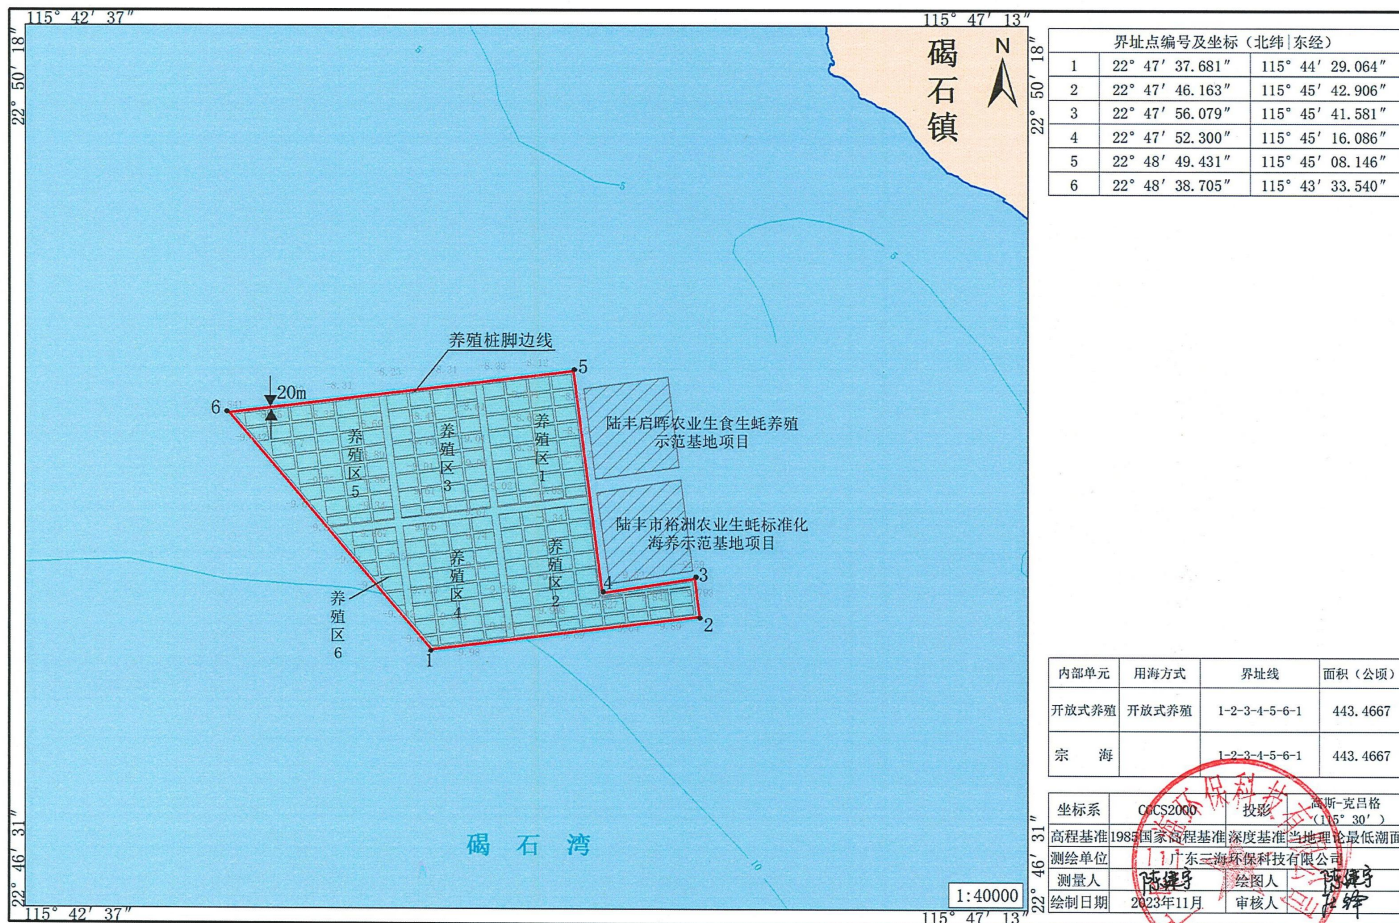 115° 42′ 37″
115° 47′ 13″
22° 50′ 18″
22° 50′ 18″
碣石镇
N
养殖桩脚边线
5
6
20m
养殖区5
养殖区3
养殖区1
陆丰启晖农业生食生蚝养殖
示范基地项目
陆丰市裕洲农业生蚝标准化
海养示范基地项目
养殖区6
养殖区4
养殖区2
4
3
2
1
5
5
5
10
碣石湾
1:40000
22° 46′ 31″
22° 46′ 31″
115° 42′ 37″
115° 47′ 13″
界址点编号及坐标（北纬|东经）
1 22° 47′ 37.681″ 115° 44′ 29.064″
2 22° 47′ 46.163″ 115° 45′ 42.906″
3 22° 47′ 56.079″ 115° 45′ 41.581″
4 22° 47′ 52.300″ 115° 45′ 16.086″
5 22° 48′ 49.431″ 115° 45′ 08.146″
6 22° 48′ 38.705″ 115° 43′ 33.540″
内部单元 用海方式 界址线 面积（公顷）
开放式养殖 开放式养殖 1-2-3-4-5-6-1 443.4667
宗 海 1-2-3-4-5-6-1 443.4667
坐标系 CGCS2000 投影 高斯-克吕格
(115° 30′ )
高程基准 1985国家高程基准 深度基准 当地理论最低潮面
测绘单位 广东三海环保科技有限公司
测量人 绘图人
绘制日期 2023年11月 审核人